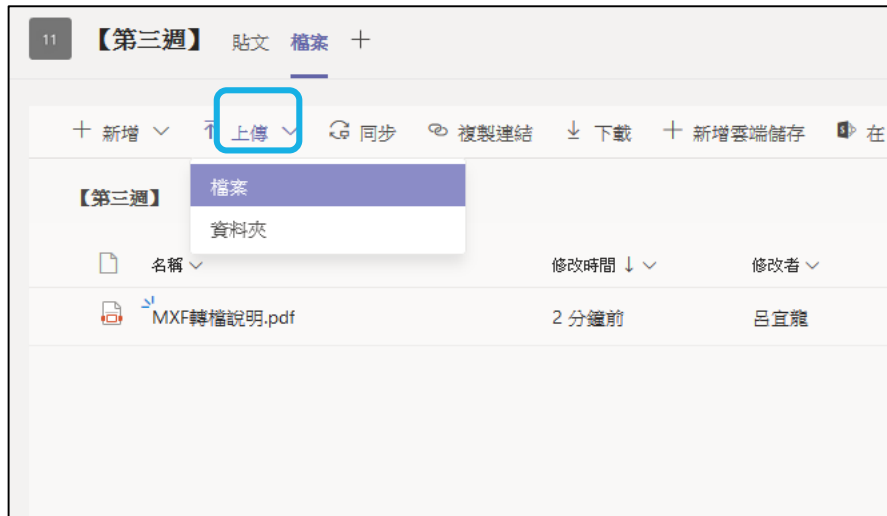 11 【第三週】 貼文 檔案 +
+ 新增 上傳 同步 複製連結 下載 + 新增雲端儲存 在
檔案
【第三週】
資料夾
名稱 修改時間 ↓ 修改者
MXF轉檔說明.pdf 2 分鐘前 呂宜龍